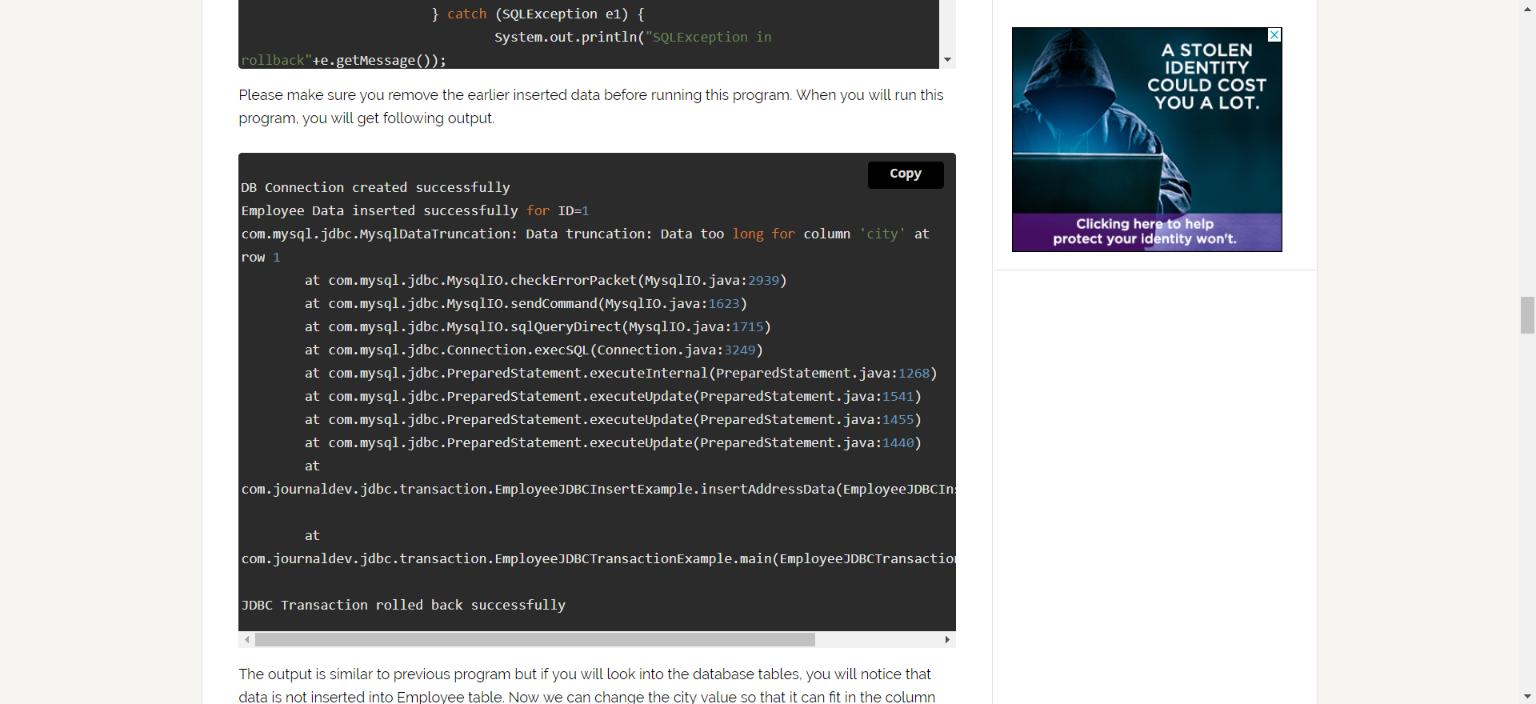 } catch (SQLException e1) {
System.out.println("SQLException in
rollback"+e.getMessage());
Please make sure you remove the earlier inserted data before running this program. When you will run this
program, you will get following output.
Copy
DB Connection created successfully
Employee Data inserted successfully for ID=1
com.mysql.jdbc.MysqlDataTruncation: Data truncation: Data too long for column 'city' at
row 1
at com.mysql.jdbc.MysqlIO.checkErrorPacket(MysqlIO.java:2939)
at com.mysql.jdbc.MysqlIO.sendCommand(MysqlIO.java:1623)
at com.mysql.jdbc.MysqlIO.sqlQueryDirect(MysqlIO.java:1715)
at com.mysql.jdbc.Connection.execSQL(Connection.java:3249)
at com.mysql.jdbc.PreparedStatement.executeInternal(PreparedStatement.java:1268)
at com.mysql.jdbc.PreparedStatement.executeUpdate(PreparedStatement.java:1541)
at com.mysql.jdbc.PreparedStatement.executeUpdate(PreparedStatement.java:1455)
at com.mysql.jdbc.PreparedStatement.executeUpdate(PreparedStatement.java:1440)
at
com.journaldev.jdbc.transaction.EmployeeJDBCInsertExample.insertAddressData(EmployeeJDBCIns
at
com.journaldev.jdbc.transaction.EmployeeJDBCTransactionExample.main(EmployeeJDBCTransaction
JDBC Transaction rolled back successfully
The output is similar to previous program but if you will look into the database tables, you will notice that
data is not inserted into Employee table. Now we can change the city value so that it can fit in the column
A STOLEN
IDENTITY
COULD COST
YOU A LOT.
Clicking here to help
protect your identity won't.